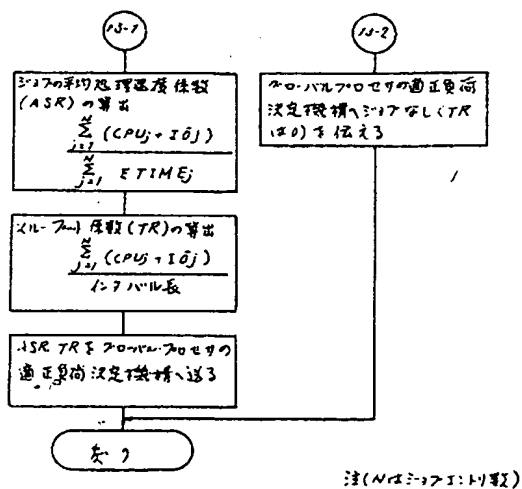 13-1
ジョブの平均処理速度係数
(ASR)の算出
N
Σ (CPUj + IOj)
j=1
N
Σ ETIMEj
j=1
スループット係数(TR)の算出
N
Σ (CPUj + IOj)
j=1
インタバル長
ASR TRをグローバル・プロセサの
適正負荷決定機構へ送る
戻り
13-2
グローバルプロセサの適正負荷
決定機構へジョブなし(TR
は0)を伝える
注(Nはジョブエントリ数)